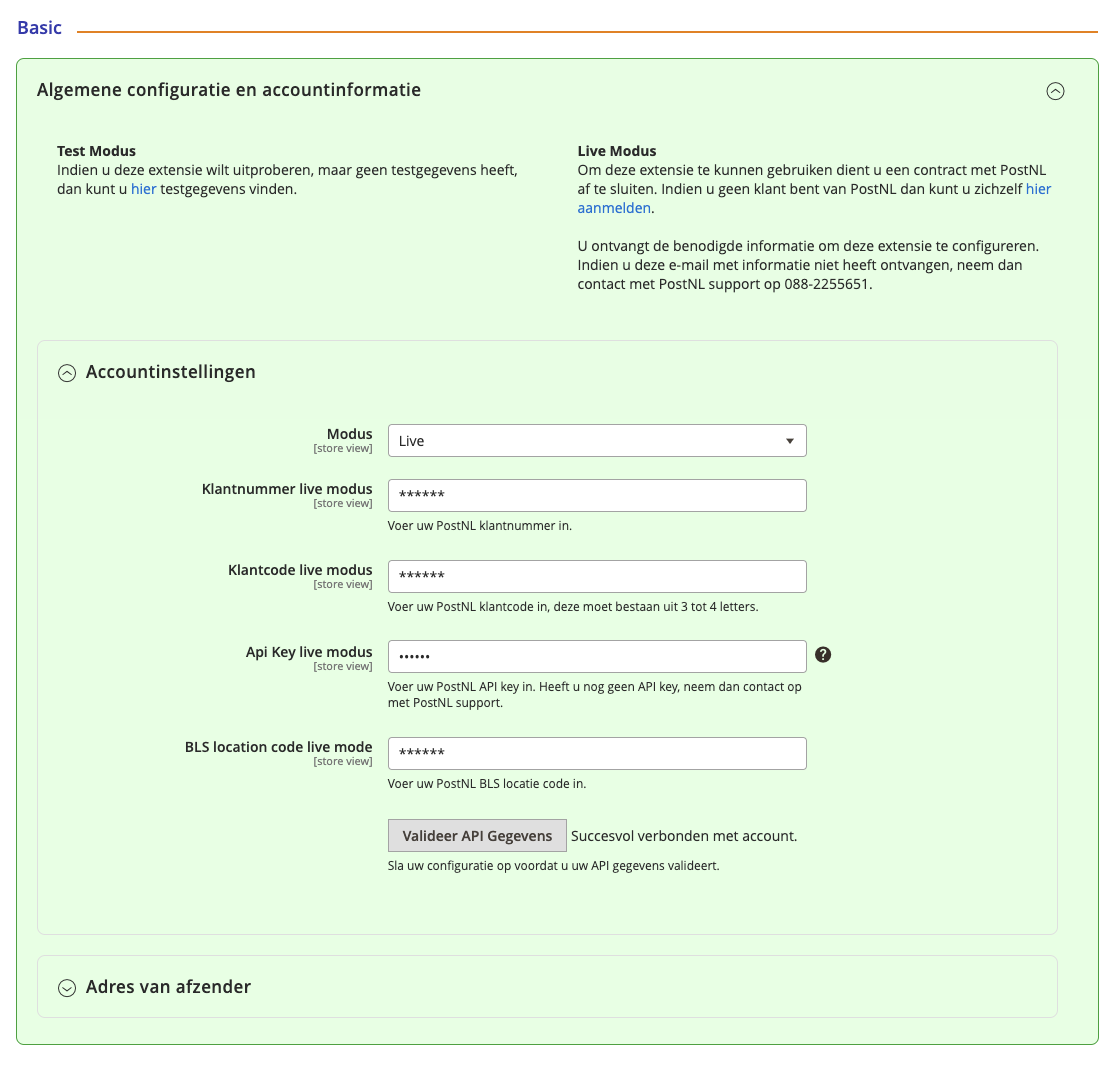 Basic
Algemene configuratie en accountinformatie
Test Modus
Indien u deze extensie wilt uitproberen, maar geen testgegevens heeft,
dan kunt u hier testgegevens vinden.
Live Modus
Om deze extensie te kunnen gebruiken dient u een contract met PostNL
af te sluiten. Indien u geen klant bent van PostNL dan kunt u zichzelf hier
aanmelden.
U ontvangt de benodigde informatie om deze extensie te configureren.
Indien u deze e-mail met informatie niet heeft ontvangen, neem dan
contact met PostNL support op 088-2255651.
Accountinstellingen
Modus
[store view]
Live
Klantnummer live modus
[store view]
******
Voer uw PostNL klantnummer in.
Klantcode live modus
[store view]
******
Voer uw PostNL klantcode in, deze moet bestaan uit 3 tot 4 letters.
Api Key live modus
[store view]
••••••
?
Voer uw PostNL API key in. Heeft u nog geen API key, neem dan contact op
met PostNL support.
BLS location code live mode
[store view]
******
Voer uw PostNL BLS locatie code in.
Valideer API Gegevens Succesvol verbonden met account.
Sla uw configuratie op voordat u uw API gegevens valideert.
Adres van afzender